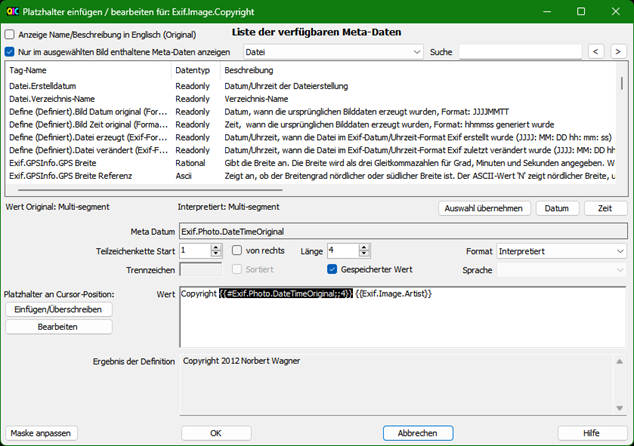 Platzhalter einfügen / bearbeiten für: Exif.Image.Copyright
Anzeige Name/Beschreibung in Englisch (Original)
Liste der verfügbaren Meta-Daten
Nur im ausgewählten Bild enthaltene Meta-Daten anzeigen
Datei
Suche
<
>
Tag-Name Datentyp Beschreibung
Datei.Erstelldatum Readonly Datum/Uhrzeit der Dateierstellung
Datei.Verzeichnis-Name Readonly Verzeichnis-Name
Define (Definiert).Bild Datum original (For... Readonly Datum, wann die ursprünglichen Bilddaten erzeugt wurden, Format: JJJJMMTT
Define (Definiert).Bild Zeit original (Forma... Readonly Zeit, wann die ursprünglichen Bilddaten erzeugt wurden, Format: hhmmss generiert wurde
Define (Definiert).Datei erzeugt (Exif-For... Readonly Datum/Uhrzeit, wann die Datei im Exif-Datum/Uhrzeit-Format Exif erstellt wurde (JJJJ: MM: DD hh: mm: ss)
Define (Definiert).Datei verändert (Exif-F... Readonly Datum/Uhrzeit, wann die Datei im Exif-Datum/Uhrzeit-Format Exif zuletzt verändert wurde (JJJJ: MM: DD hh:
Exif.GPSInfo.GPS Breite Rational Gibt die Breite an. Die Breite wird als drei Gleitkommazahlen für Grad, Minuten und Sekunden angegeben. W
Exif.GPSInfo.GPS Breite Referenz Ascii Zeigt an, ob der Breitengrad nördlicher oder südlicher Breite ist. Der ASCII-Wert 'N' zeigt nördlicher Breite, u
Wert Original: Multi-segment
Interpretiert: Multi-segment
Auswahl übernehmen
Datum
Zeit
Meta Datum Exif.Photo.DateTimeOriginal
Teilzeichenkette Start 1
von rechts
Länge 4
Format Interpretiert
Trennzeichen
Sortiert
Gespeicherter Wert
Sprache
Platzhalter an Cursor-Position:
Wert
Copyright {{#Exif.Photo.DateTimeOriginal;;4}} {{Exif.Image.Artist}}
Einfügen/Überschreiben
Bearbeiten
Ergebnis der Definition
Copyright 2012 Norbert Wagner
Maske anpassen
OK
Abbrechen
Hilfe